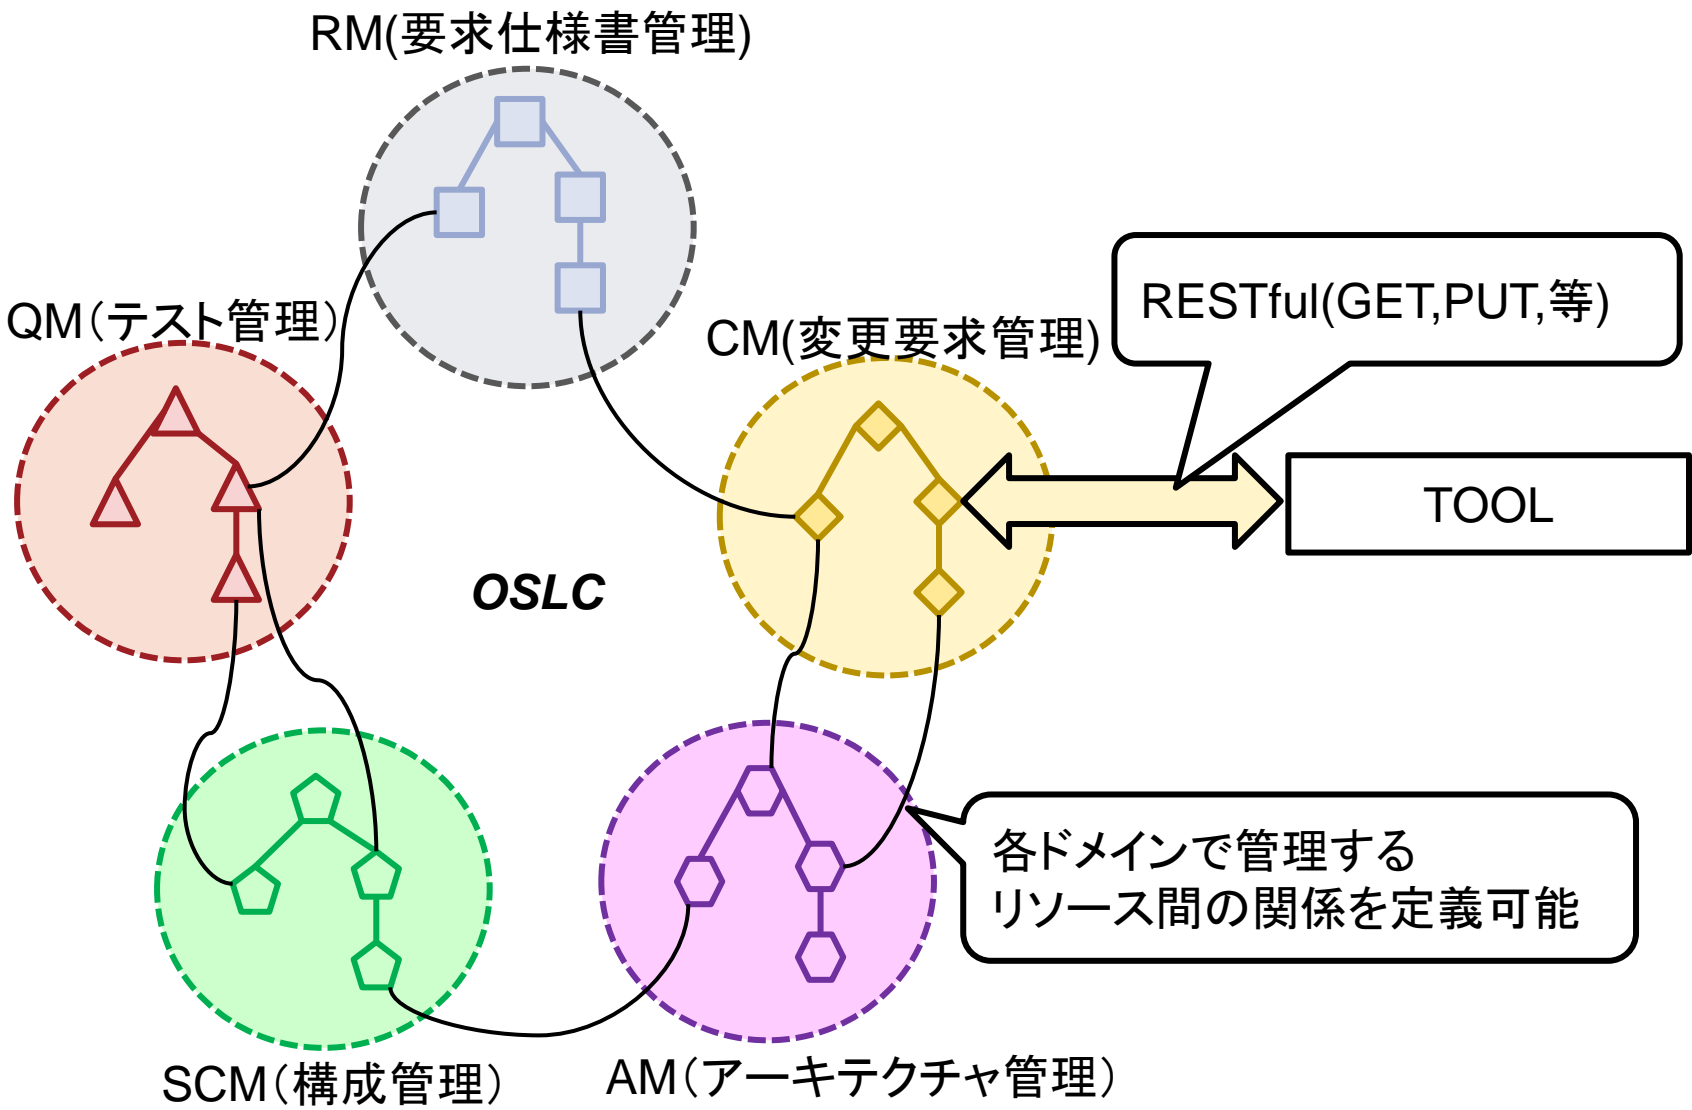 RM(要求仕様書管理)
QM（テスト管理）
CM(変更要求管理)
RESTful(GET,PUT,等)
TOOL
OSLC
各ドメインで管理する
リソース間の関係を定義可能
SCM（構成管理）
AM（アーキテクチャ管理）